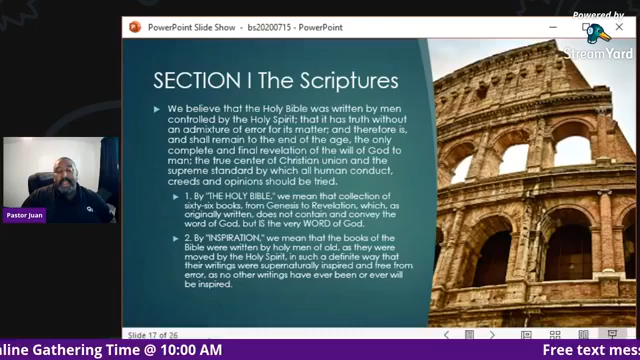 Powered by
StreamYard
PowerPoint Slide Show - bs20200715 - PowerPoint
SECTION I The Scriptures
We believe that the Holy Bible was written by men
controlled by the Holy Spirit; that it has truth without
an admixture of error for its matter; and therefore is,
and shall remain to the end of the age, the only
complete and final revelation of the will of God to
man; the true center of Christian union and the
supreme standard by which all human conduct,
creeds and opinions should be tried.
1. By "THE HOLY BIBLE," we mean that collection of
sixty-six books, from Genesis to Revelation, which, as
originally written, does not contain and convey the
word of God, but IS the very WORD of God.
2. By "INSPIRATION," we mean that the books of the
Bible were written by holy men of old, as they were
moved by the Holy Spirit, in such a definite way that
their writings were supernaturally inspired and free from
error, as no other writings have ever been or ever will
be inspired.
Pastor Juan
Slide 17 of 26
nline Gathering Time @ 10:00 AM
Free text mess